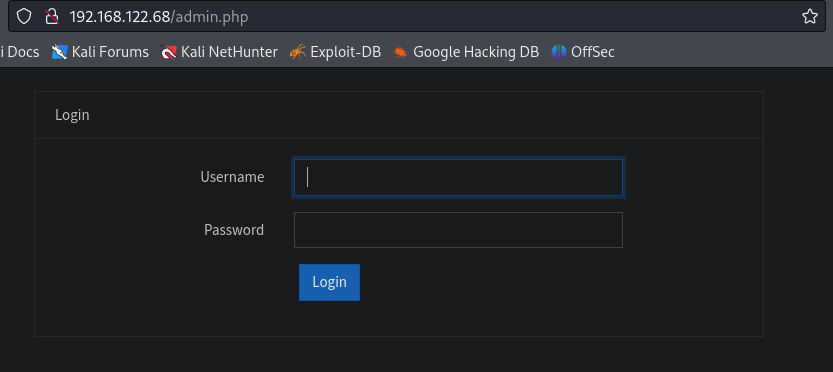 192.168.122.68/admin.php
i Docs Kali Forums Kali NetHunter Exploit-DB Google Hacking DB OffSec
Login
Username
Password
Login